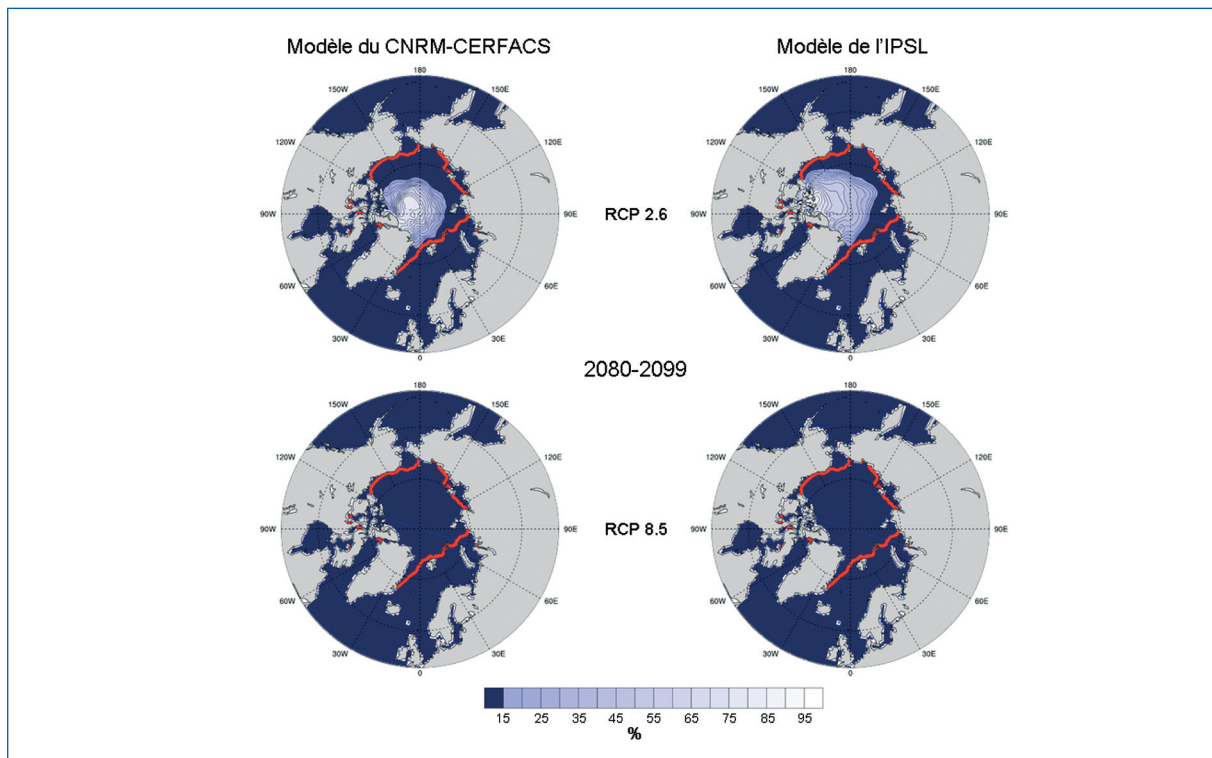 Modèle du CNRM-CERFACS
Modèle de l'IPSL
180
150W
150E
120W
120E
90W
90E
60W
60E
30W
30E
0
180
150W
150E
120W
120E
90W
90E
60W
60E
30W
30E
0
RCP 2.6
2080-2099
180
150W
150E
120W
120E
90W
90E
60W
60E
30W
30E
0
180
150W
150E
120W
120E
90W
90E
60W
60E
30W
30E
0
RCP 8.5
15 25 35 45 55 65 75 85 95
%